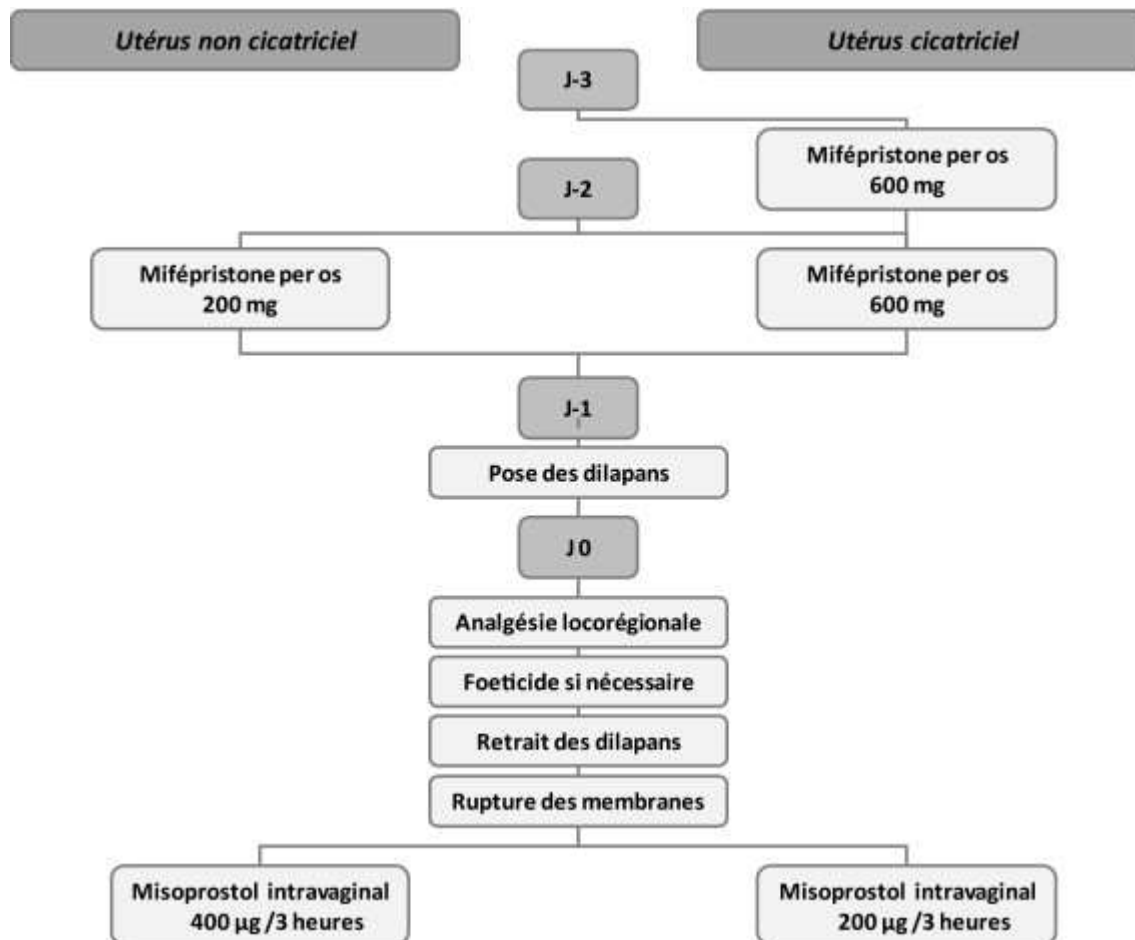 Utérus non cicatriciel
Utérus cicatriciel
J-3
Mifépristone per os
600 mg
J-2
Mifépristone per os
200 mg
Mifépristone per os
600 mg
J-1
Pose des dilapans
J 0
Analgésie locorégionale
Foeticide si nécessaire
Retrait des dilapans
Rupture des membranes
Misoprostol intravaginal
400 µg /3 heures
Misoprostol intravaginal
200 µg /3 heures